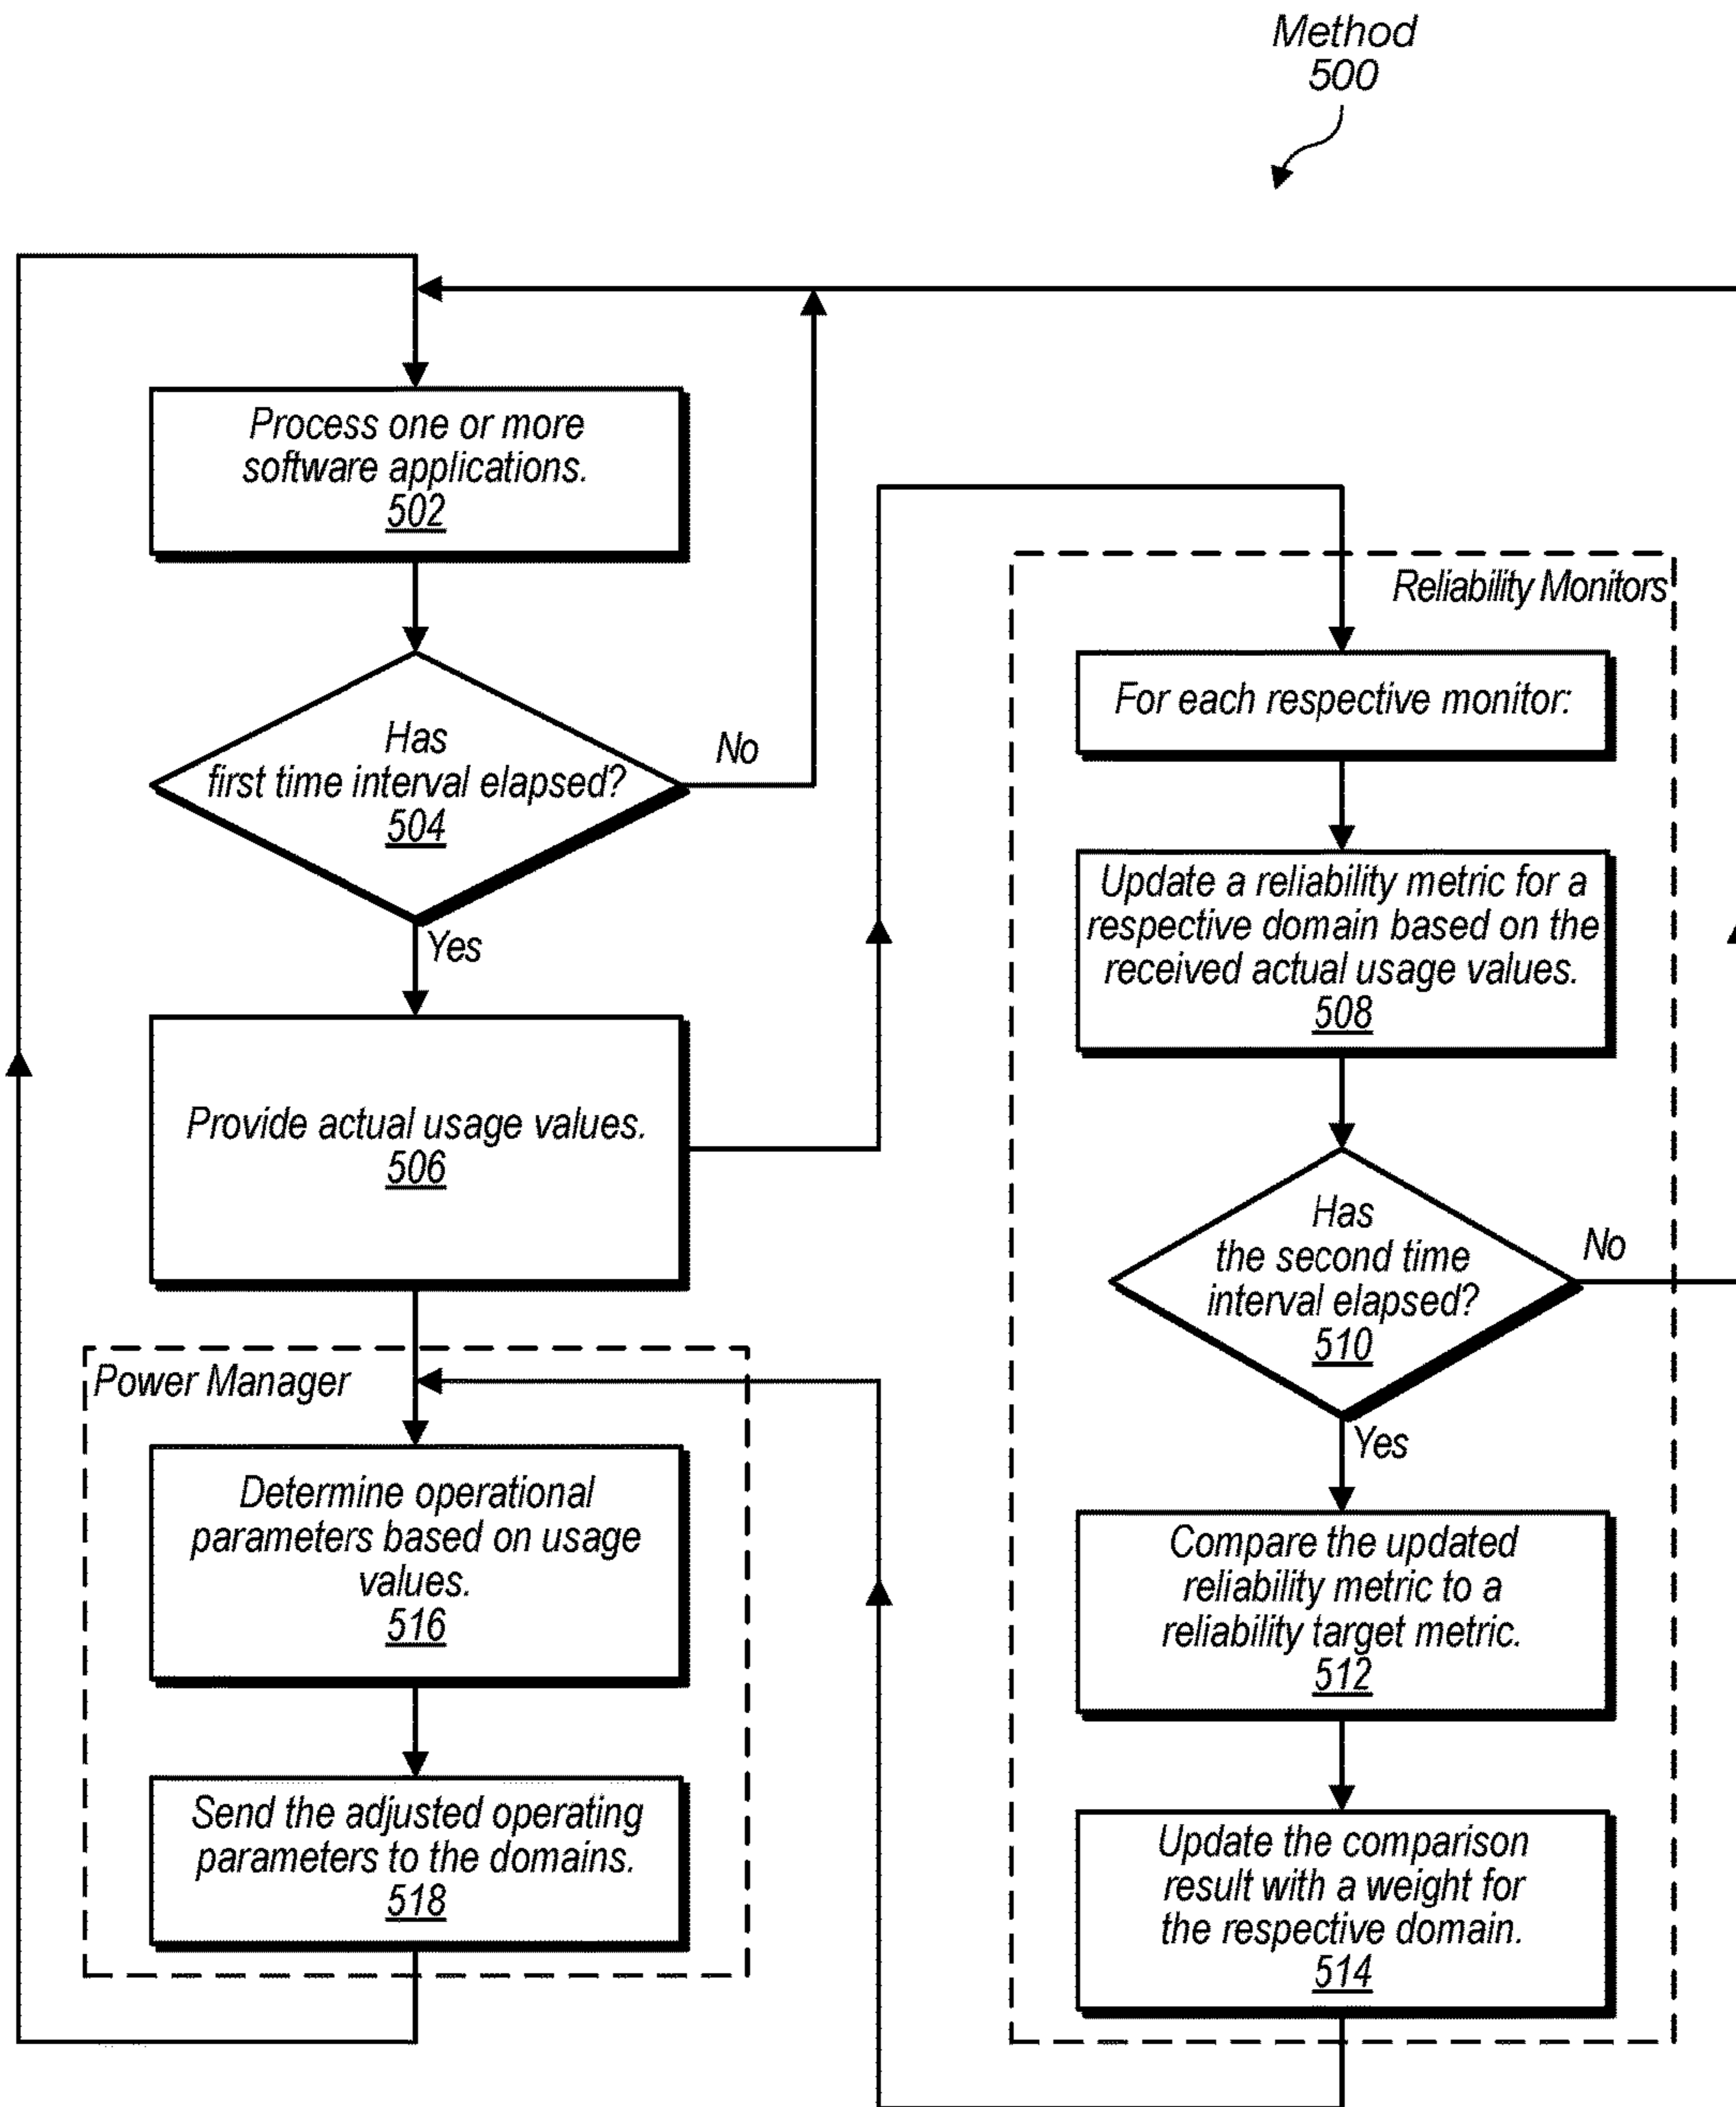 Method
500
Process one or more
software applications.
502
Has
first time interval elapsed?
504
No
Yes
Provide actual usage values.
506
Power Manager
Determine operational
parameters based on usage
values.
516
Send the adjusted operating
parameters to the domains.
518
Reliability Monitors
For each respective monitor:
Update a reliability metric for a
respective domain based on the
received actual usage values.
508
Has
the second time
interval elapsed?
510
No
Yes
Compare the updated
reliability metric to a
reliability target metric.
512
Update the comparison
result with a weight for
the respective domain.
514